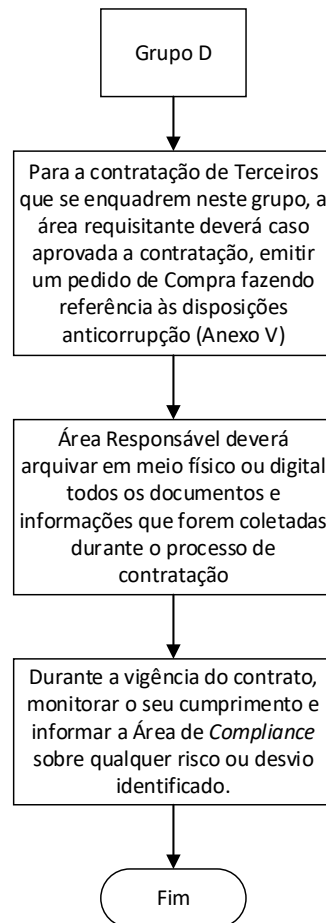 Grupo D
Para a contratação de Terceiros
que se enquadrem neste grupo, a
área requisitante deverá caso
aprovada a contratação, emitir
um pedido de Compra fazendo
referência às disposições
anticorrupção (Anexo V)
Área Responsável deverá
arquivar em meio físico ou digital
todos os documentos e
informações que forem coletadas
durante o processo de
contratação
Durante a vigência do contrato,
monitorar o seu cumprimento e
informar a Área de Compliance
sobre qualquer risco ou desvio
identificado.
Fim